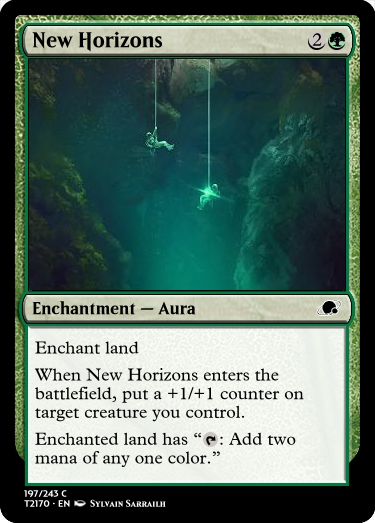 New Horizons 2
Enchantment — Aura
Enchant land
When New Horizons enters the
battlefield, put a +1/+1 counter on
target creature you control.
Enchanted land has “: Add two
mana of any one color.”
197/243 C
T2170 · EN Sylvain Sarrailh